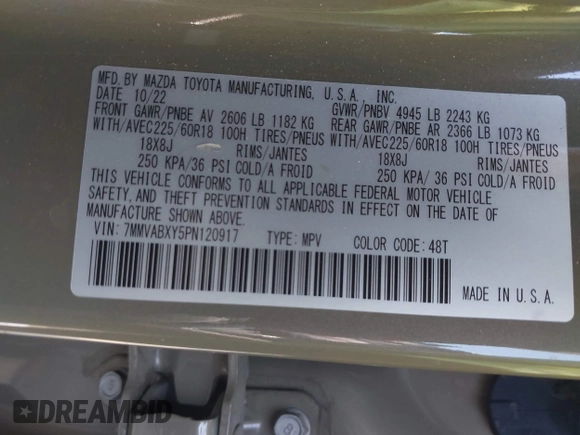 MFD. BY MAZDA TOYOTA MANUFACTURING, U.S.A., INC.
DATE 10/22 GVWR/PNBV 4945 LB 2243 KG
FRONT GAWR/PNBE AV 2606 LB 1182 KG REAR GAWR/PNBE AR 2366 LB 1073 KG
WITH/AVEC225/60R18 100H TIRES/PNEUS WITH/AVEC225/60R18 100H TIRES/PNEUS
18X8J RIMS/JANTES 18X8J RIMS/JANTES
250 KPA/36 PSI COLD/A FROID 250 KPA/36 PSI COLD/A FROID
THIS VEHICLE CONFORMS TO ALL APPLICABLE FEDERAL MOTOR VEHICLE
SAFETY, AND THEFT PREVENTION STANDARDS IN EFFECT ON THE DATE OF
MANUFACTURE SHOWN ABOVE.
VIN: 7MMVABXY5PN120917 TYPE: MPV COLOR CODE: 48T
MADE IN U.S.A.
DREAMBID